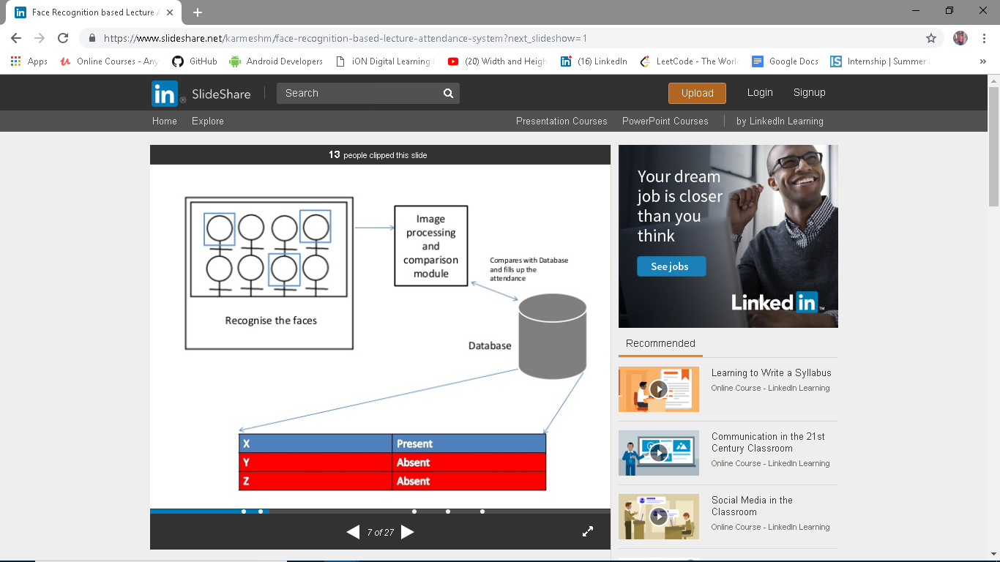 Face Recognition based Lecture A
https://www.slideshare.net/karmeshm/face-recognition-based-lecture-attendance-system?next_slideshow=1
Apps
Online Courses - Any
GitHub
Android Developers
iON Digital Learning
(20) Width and Heigh
(16) LinkedIn
LeetCode - The Worl
Google Docs
Internship | Summer
»
in SlideShare
Search
Upload
Login
Signup
Home
Explore
Presentation Courses
PowerPoint Courses
by LinkedIn Learning
13 people clipped this slide
Recognise the faces
Image
processing
and
comparison
module
Compares with Database
and fills up the
attendance
Database
X Present
Y Absent
Z Absent
7 of 27
Your dream
job is closer
than you
think
See jobs
Linked in ™
Recommended
Learning to Write a Syllabus
Online Course - LinkedIn Learning
Communication in the 21st
Century Classroom
Online Course - LinkedIn Learning
Social Media in the
Classroom
Online Course - LinkedIn Learning